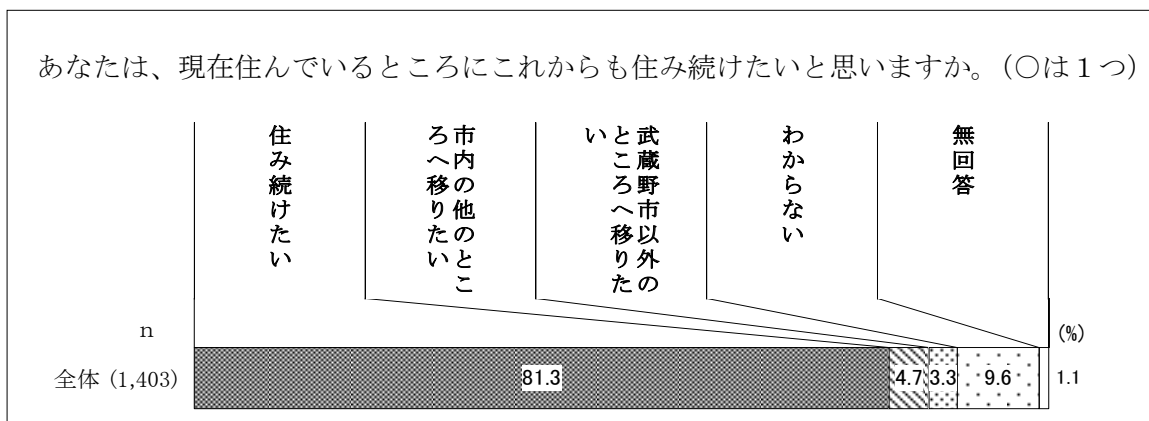 あなたは、現在住んでいるところにこれからも住み続けたいと思いますか。（○は１つ）
住み続けたい
市内の他のとこ
ろへ移りたい
武蔵野市以外の
ところへ移りた
い
わからない
無回答
n
(%)
全体 (1,403)
81.3
4.7
3.3
9.6
1.1